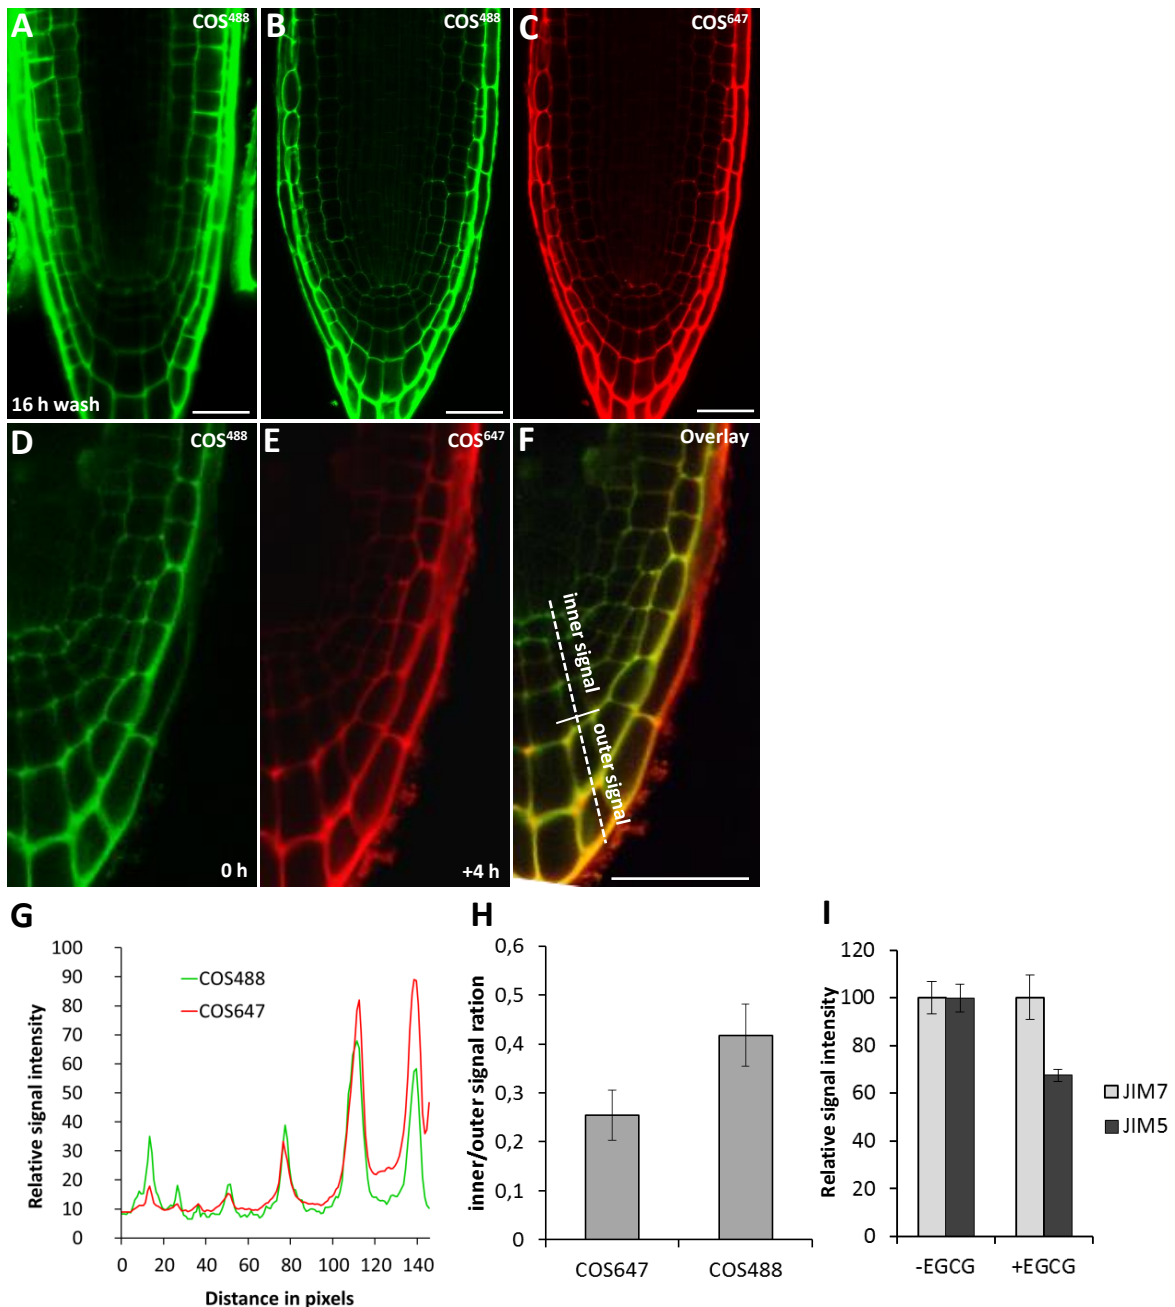 A
COS⁴⁸⁸
16 h wash
B
COS⁴⁸⁸
C
COS⁶⁴⁷
D
COS⁴⁸⁸
0 h
E
COS⁶⁴⁷
+4 h
F
Overlay
inner signal
outer signal
G
Relative signal intensity
100
90
80
70
60
50
40
30
20
10
0
COS488
COS647
0 20 40 60 80 100 120 140
Distance in pixels
H
inner/outer signal ration
0,6
0,5
0,4
0,3
0,2
0,1
0
COS647 COS488
I
Relative signal intensity
120
100
80
60
40
20
0
-EGCG +EGCG
JIM7
JIM5